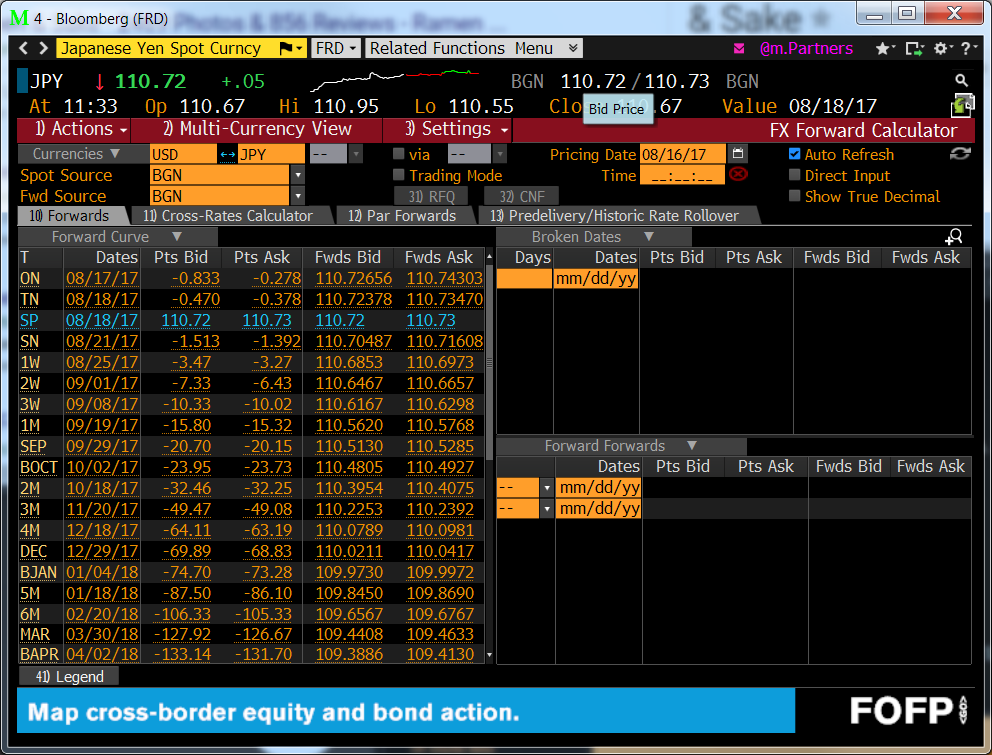 Photos & 856 Reviews - Ramen
& Sake
M 4 - Bloomberg (FRD)
Japanese Yen Spot Curncy FRD Related Functions Menu @m.Partners
JPY ↓ 110.72 +.05 BGN 110.72 / 110.73 BGN
At 11:33 Op 110.67 Hi 110.95 Lo 110.55 Clo .67 Value 08/18/17
Bid Price
1) Actions 2) Multi-Currency View 3) Settings FX Forward Calculator
Currencies USD JPY -- via -- Pricing Date 08/16/17 Auto Refresh
Spot Source BGN Trading Mode Time __:__:__ Direct Input
Fwd Source BGN 31) RFQ 32) CNF Show True Decimal
10) Forwards 11) Cross-Rates Calculator 12) Par Forwards 13) Predelivery/Historic Rate Rollover
Forward Curve
T Dates Pts Bid Pts Ask Fwds Bid Fwds Ask
ON 08/17/17 -0.833 -0.278 110.72656 110.74303
TN 08/18/17 -0.470 -0.378 110.72378 110.73470
SP 08/18/17 110.72 110.73 110.72 110.73
SN 08/21/17 -1.513 -1.392 110.70487 110.71608
1W 08/25/17 -3.47 -3.27 110.6853 110.6973
2W 09/01/17 -7.33 -6.43 110.6467 110.6657
3W 09/08/17 -10.33 -10.02 110.6167 110.6298
1M 09/19/17 -15.80 -15.32 110.5620 110.5768
SEP 09/29/17 -20.70 -20.15 110.5130 110.5285
BOCT 10/02/17 -23.95 -23.73 110.4805 110.4927
2M 10/18/17 -32.46 -32.25 110.3954 110.4075
3M 11/20/17 -49.47 -49.08 110.2253 110.2392
4M 12/18/17 -64.11 -63.19 110.0789 110.0981
DEC 12/29/17 -69.89 -68.83 110.0211 110.0417
BJAN 01/04/18 -74.70 -73.28 109.9730 109.9972
5M 01/18/18 -87.50 -86.10 109.8450 109.8690
6M 02/20/18 -106.33 -105.33 109.6567 109.6767
MAR 03/30/18 -127.92 -126.67 109.4408 109.4633
BAPR 04/02/18 -133.14 -131.70 109.3886 109.4130
Broken Dates
Days Dates Pts Bid Pts Ask Fwds Bid Fwds Ask
mm/dd/yy
Forward Forwards
Dates Pts Bid Pts Ask Fwds Bid Fwds Ask
-- mm/dd/yy
-- mm/dd/yy
41) Legend
Map cross-border equity and bond action.
FOFP <GO>